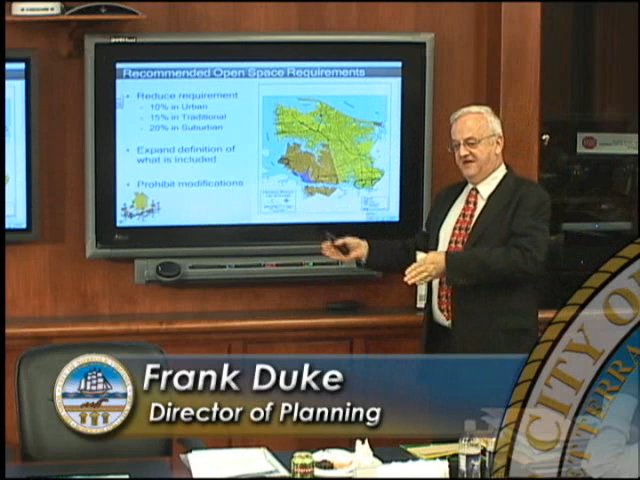 Recommended Open Space Requirements
• Reduce requirement
- 10% in Urban
- 15% in Traditional
- 20% in Suburban
• Expand definition of
what is included
• Prohibit modifications
Frank Duke
Director of Planning
CITY O
ETTERRA